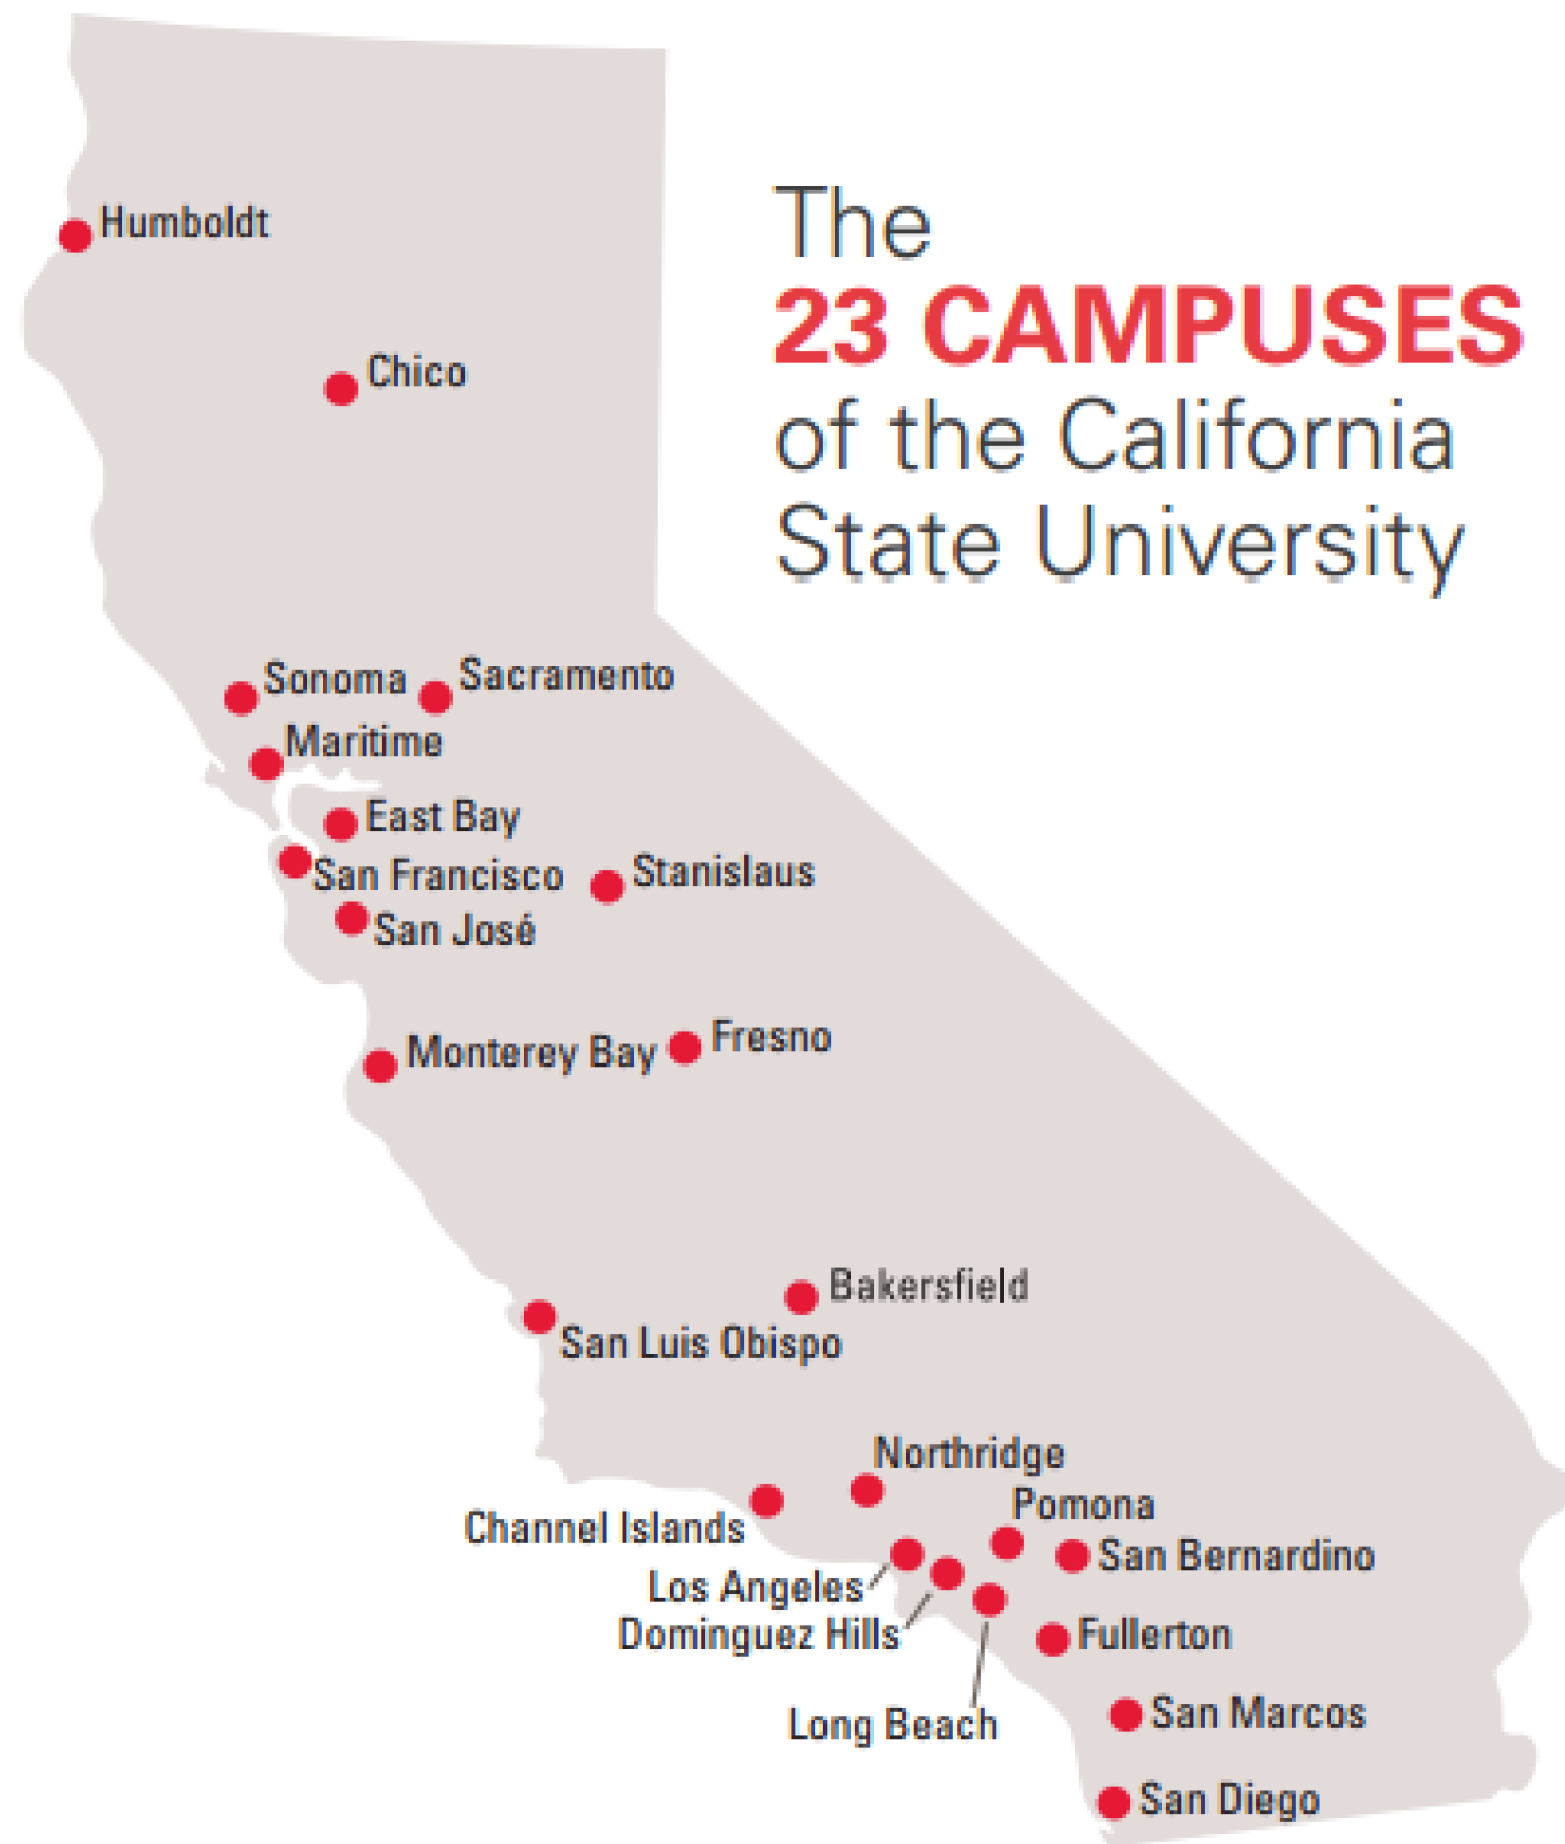 The
23 CAMPUSES
of the California
State University
Humboldt
Chico
Sonoma
Sacramento
Maritime
East Bay
San Francisco
Stanislaus
San José
Monterey Bay
Fresno
Bakersfield
San Luis Obispo
Northridge
Pomona
Channel Islands
San Bernardino
Los Angeles
Dominguez Hills
Fullerton
Long Beach
San Marcos
San Diego